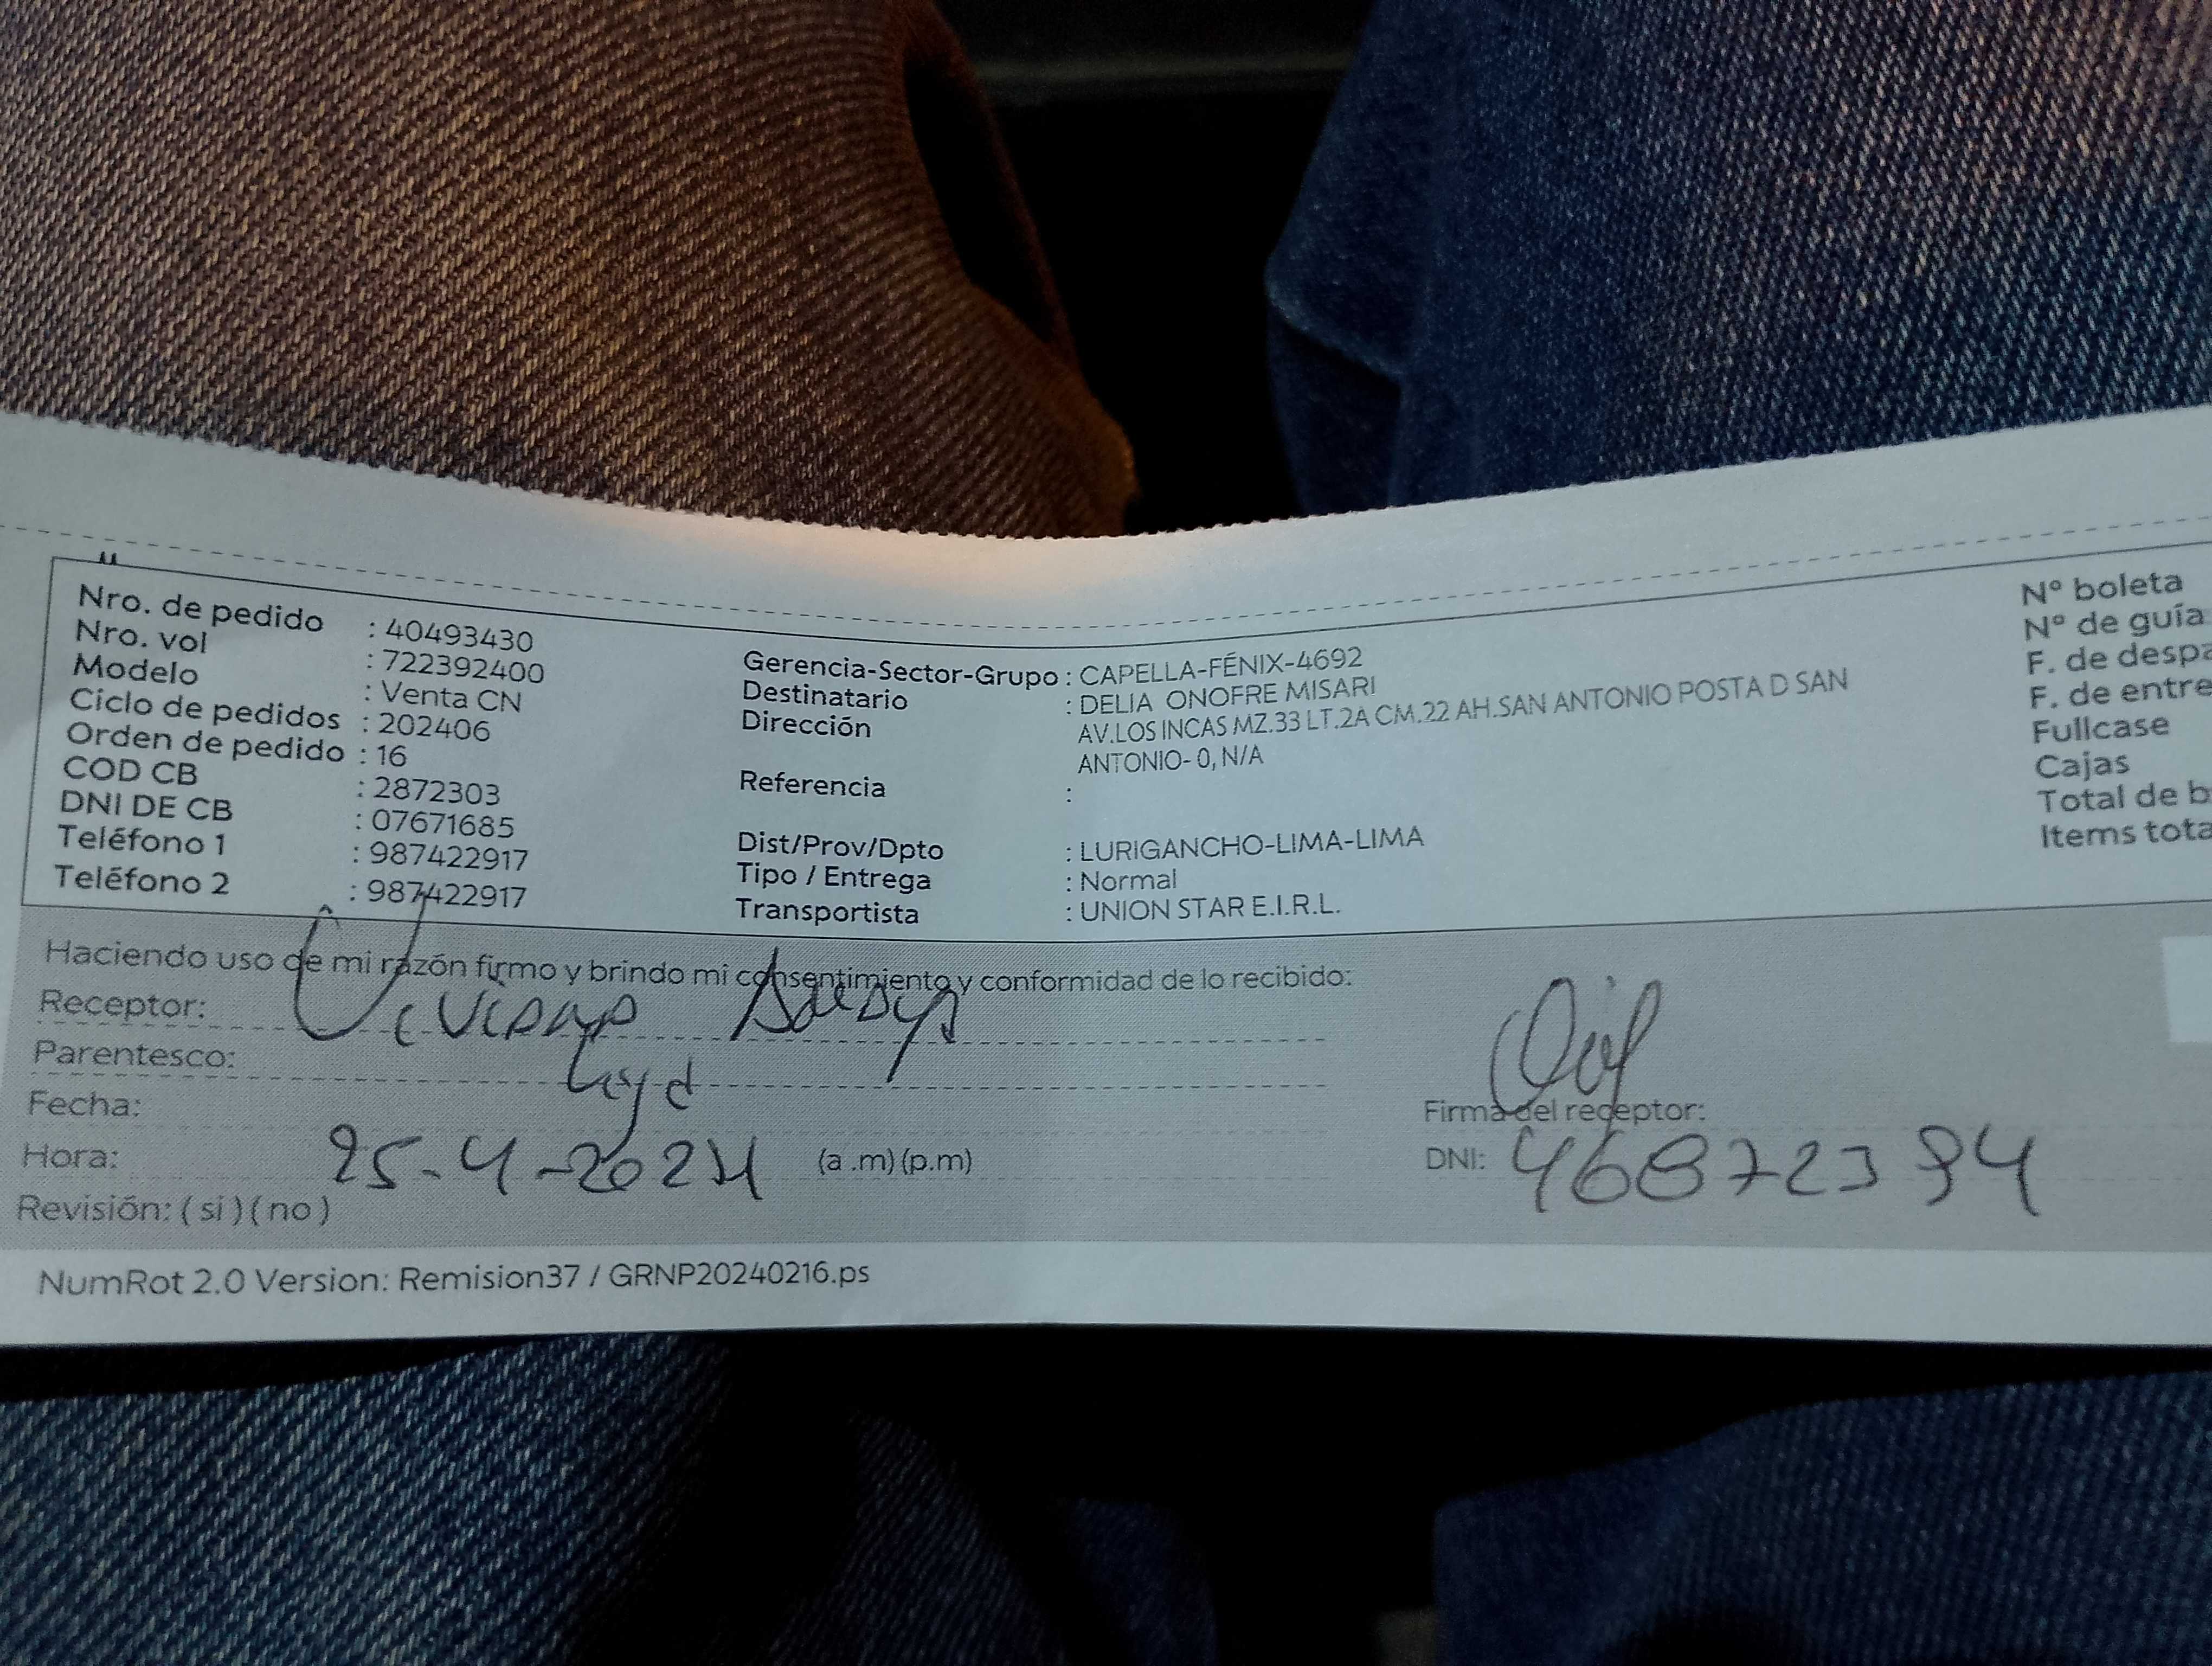 Nro. de pedido : 40493430
Nro. vol : 722392400
Modelo : Venta CN
Ciclo de pedidos : 202406
Orden de pedido : 16
COD CB : 2872303
DNI DE CB : 07671685
Teléfono 1 : 987422917
Teléfono 2 : 987422917
Gerencia-Sector-Grupo : CAPELLA-FÉNIX-4692
Destinatario : DELIA ONOFRE MISARI
Dirección AV.LOS INCAS MZ.33 LT.2A CM.22 AH.SAN ANTONIO POSTA D SAN
ANTONIO- 0, N/A
Referencia :
Dist/Prov/Dpto : LURIGANCHO-LIMA-LIMA
Tipo / Entrega : Normal
Transportista : UNION STAR E.I.R.L.
Nº boleta
Nº de guía
F. de despa
F. de entre
Fullcase
Cajas
Total de b
Items tota
Haciendo uso de mi razón firmo y brindo mi consentimiento y conformidad de lo recibido:
Receptor:
Parentesco:
Fecha:
Hora: 25-4-2024 (a .m) (p.m)
Revisión: ( si ) ( no )
Firma del receptor:
DNI: 46872394
NumRot 2.0 Version: Remision37 / GRNP20240216.ps